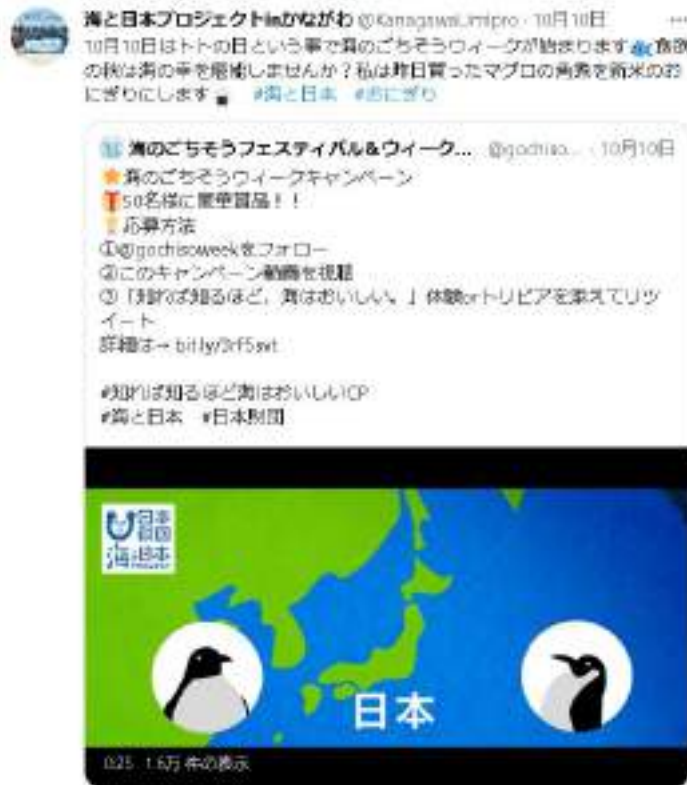 海と日本プロジェクトinかながわ @KanagawaUmipro · 10月10日
10月10日はトトの日という事で海のごちそうウィークが始まります 食欲
の秋は海の幸を堪能しませんか？私は昨日買ったマグロの角煮を新米のお
にぎりにします🍙 #海と日本 #おにぎり
海のごちそうフェスティバル&ウィーク... @gochiso... · 10月10日
海のごちそうウィークキャンペーン
50名様に豪華賞品！！
応募方法
①@gochisoweekをフォロー
②このキャンペーン動画を視聴
③「知れば知るほど、海はおいしい。」体験orトリビアを添えてリツ
イート
詳細は→ bit.ly/3rf5svt
#知れば知るほど海はおいしいCP
#海と日本 #日本財団
日本
財団
海と日本
日本
0:25 1.6万 件の表示